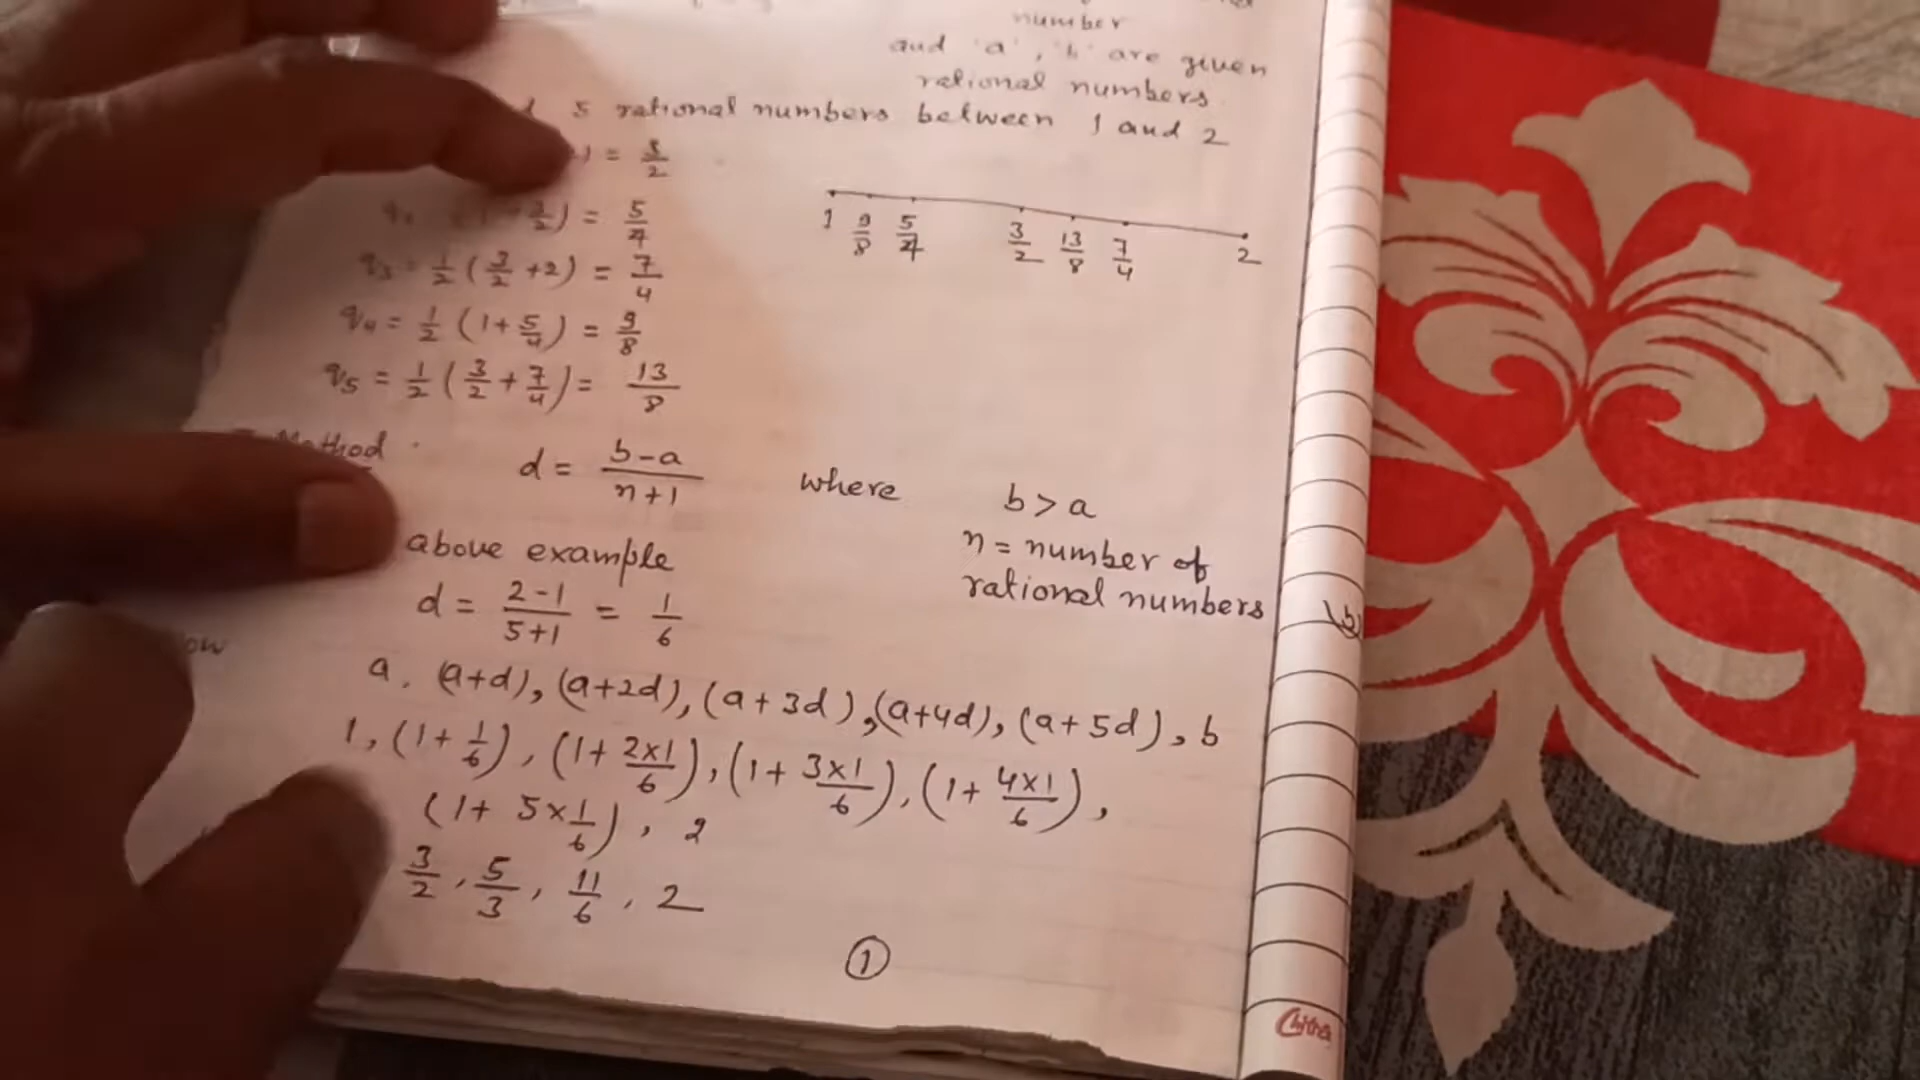 number
and 'a', 'b' are given
rational numbers.
5 rational numbers between 1 and 2
) = 3/2
3/2) = 5/4
q3 = 1/2 (3/2 +2) = 7/4
q4 = 1/2 (1+5/4) = 9/8
q5 = 1/2 (3/2 + 7/4) = 13/8
1 9/8 5/4 3/2 13/8 7/4 2
Method
d = b-a/n+1 where b > a
n = number of
rational numbers
above example
d = 2-1/5+1 = 1/6
a, (a+d), (a+2d), (a+3d), (a+4d), (a+5d), b
1, (1+1/6), (1+2x1/6), (1+3x1/6), (1+4x1/6),
(1+ 5x1/6), 2
3/2, 5/3, 11/6, 2
1
Chitra